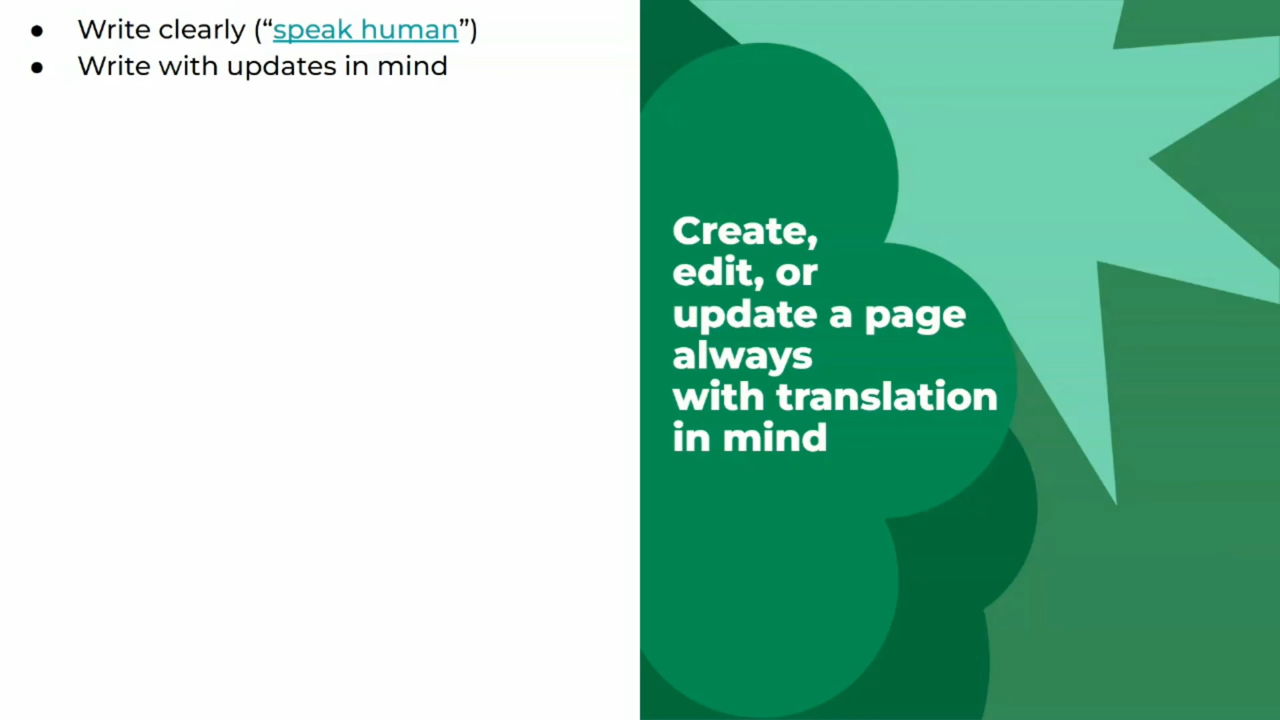 ● Write clearly (“speak human”)
● Write with updates in mind
Create,
edit, or
update a page
always
with translation
in mind